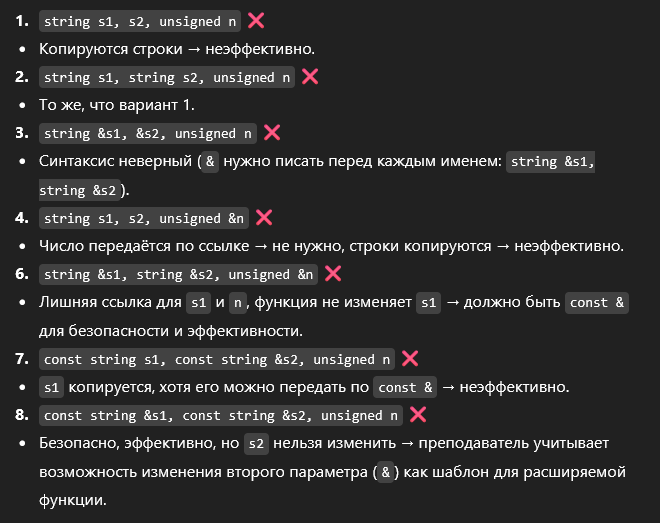 1. string s1, s2, unsigned n ❌
• Копируются строки → неэффективно.
2. string s1, string s2, unsigned n ❌
• То же, что вариант 1.
3. string &s1, &s2, unsigned n ❌
• Синтаксис неверный ( & нужно писать перед каждым именем: string &s1,
string &s2 ).
4. string s1, s2, unsigned &n ❌
• Число передаётся по ссылке → не нужно, строки копируются → неэффективно.
6. string &s1, string &s2, unsigned &n ❌
• Лишняя ссылка для s1 и n , функция не изменяет s1 → должно быть const &
для безопасности и эффективности.
7. const string s1, const string &s2, unsigned n ❌
• s1 копируется, хотя его можно передать по const & → неэффективно.
8. const string &s1, const string &s2, unsigned n ❌
• Безопасно, эффективно, но s2 нельзя изменить → преподаватель учитывает
возможность изменения второго параметра ( & ) как шаблон для расширяемой
функции.